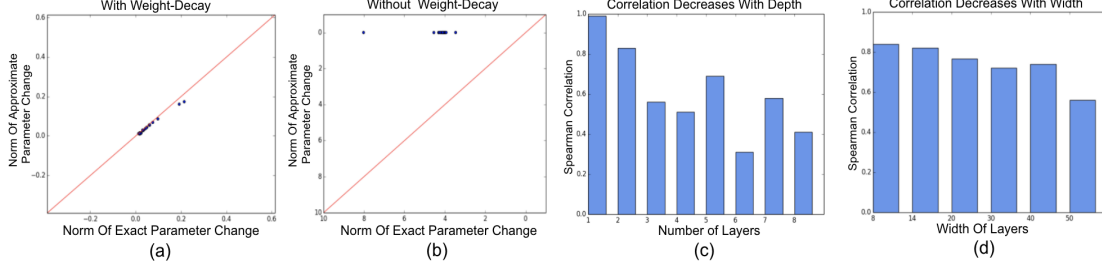 With Weight-Decay
0.6
0.4
0.2
0.0
−0.2
−0.2
0.0
0.2
0.4
0.6
Norm Of Approximate
Parameter Change
Norm Of Exact Parameter Change
(a)
Without Weight-Decay
0
2
4
6
8
10
10
8
6
4
2
0
Norm Of Approximate
Parameter Change
Norm Of Exact Parameter Change
(b)
Correlation Decreases With Depth
1.0
0.8
0.6
0.4
0.2
0.0
1
2
3
4
5
6
7
8
Spearman Correlation
Number of Layers
(c)
Correlation Decreases With Width
1.0
0.8
0.6
0.4
0.2
0.0
8
14
20
30
40
50
Spearman Correlation
Width Of Layers
(d)